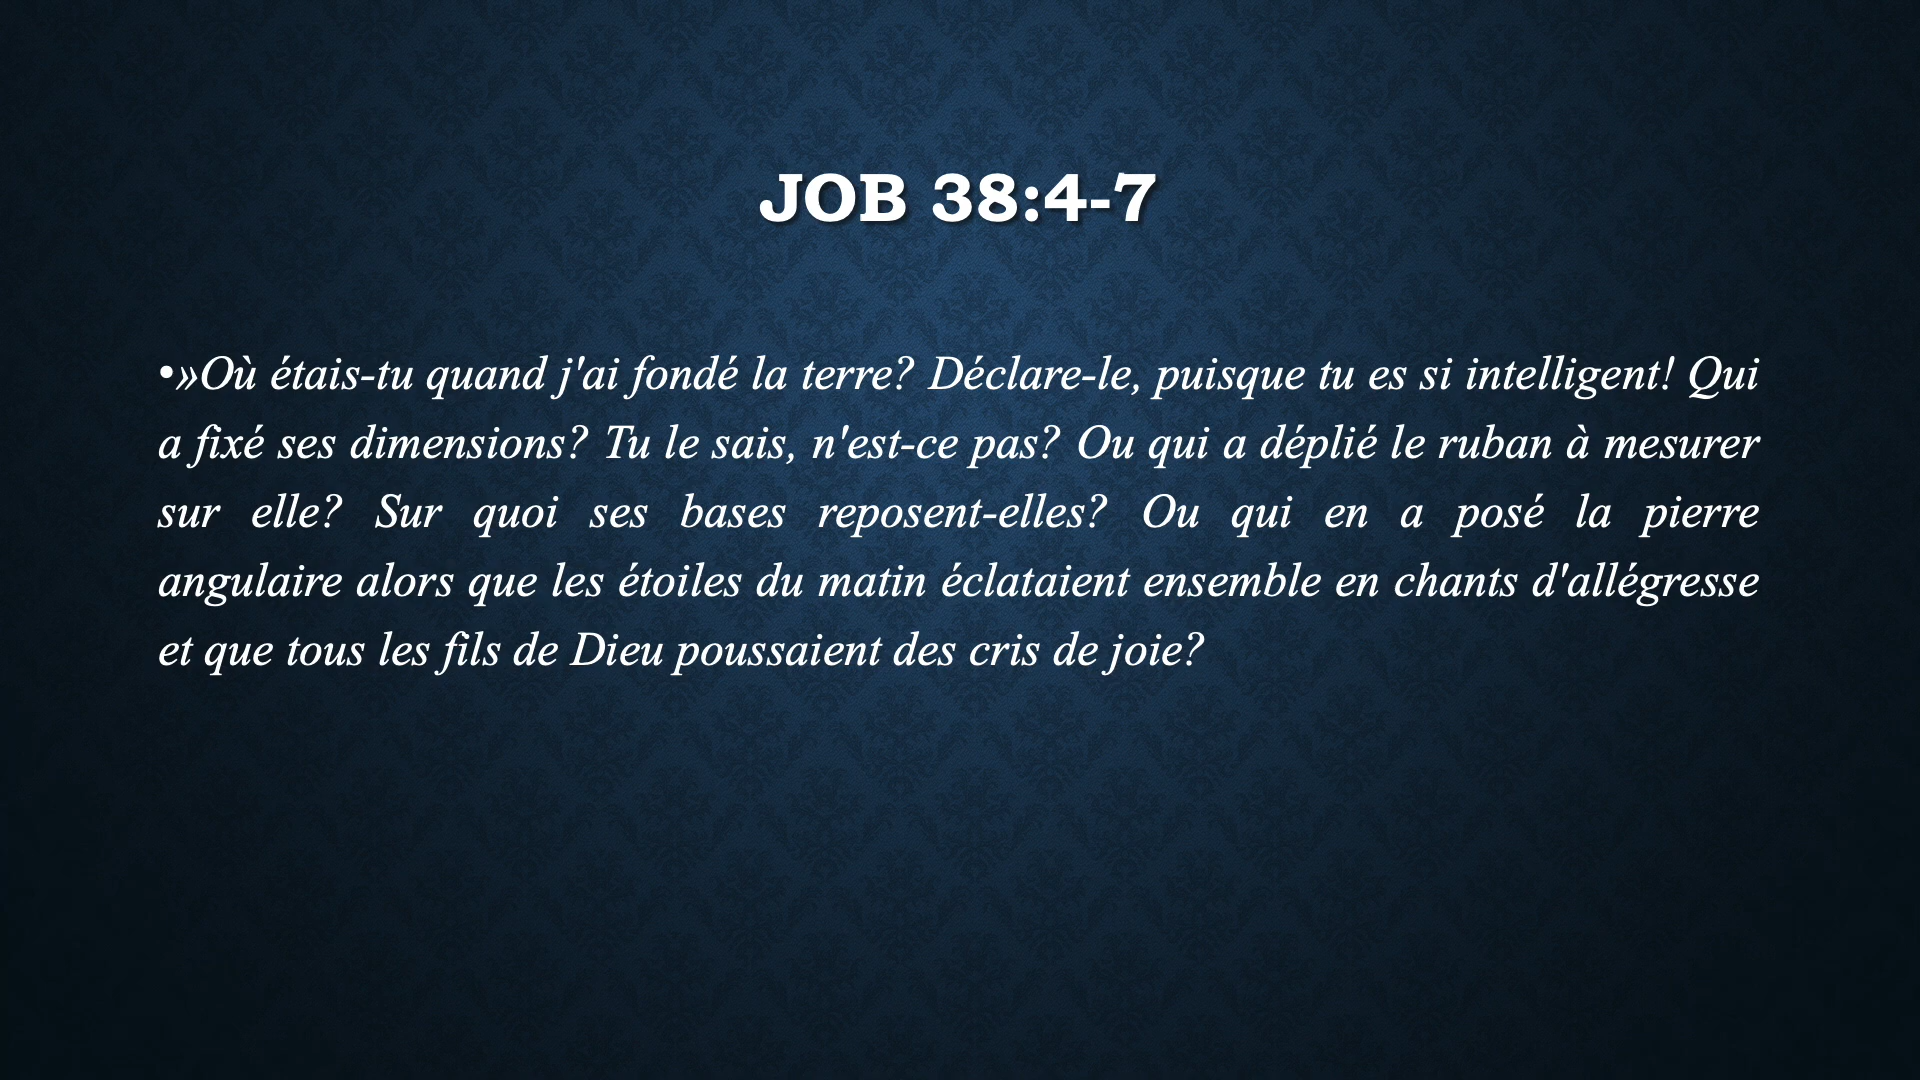 JOB 38:4-7
•»Où étais-tu quand j'ai fondé la terre? Déclare-le, puisque tu es si intelligent! Qui
a fixé ses dimensions? Tu le sais, n'est-ce pas? Ou qui a déplié le ruban à mesurer
sur elle? Sur quoi ses bases reposent-elles? Ou qui en a posé la pierre
angulaire alors que les étoiles du matin éclataient ensemble en chants d'allégresse
et que tous les fils de Dieu poussaient des cris de joie?